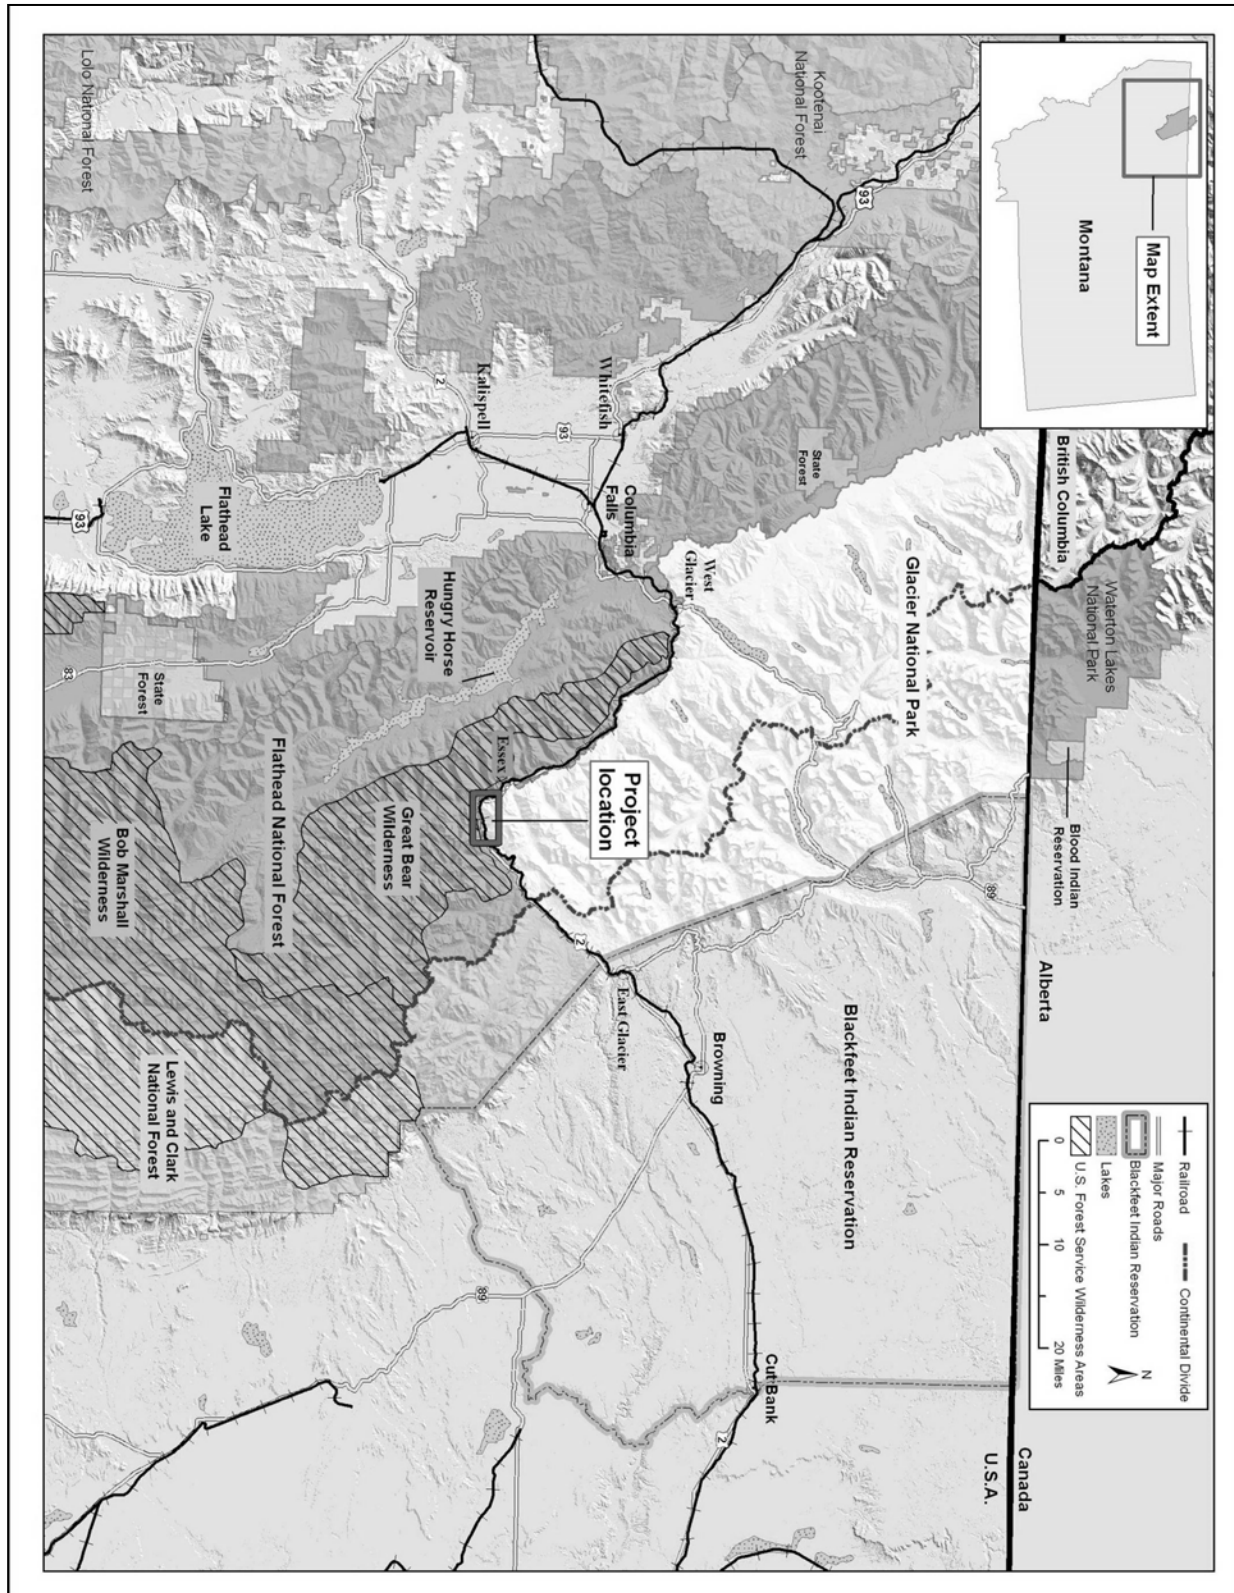 Montana
Map Extent
Kootenai
National Forest
Lolo National Forest
93
Whitefish
Kalispell
2
93
Columbia
Falls
State
Forest
West
Glacier
Glacier National Park
British Columbia
Waterton Lakes
National Park
Blood Indian
Reservation
Alberta
Canada
U.S.A.
Flathead
Lake
93
Hungry Horse
Reservoir
83
State
Forest
Flathead National Forest
Essex
Project
location
Great Bear
Wilderness
Bob Marshall
Wilderness
Lewis and Clark
National Forest
2
89
East Glacier
Browning
Blackfeet Indian Reservation
89
Cut Bank
2
Railroad
Continental Divide
Major Roads
Blackfeet Indian Reservation
N
Lakes
U.S. Forest Service Wilderness Areas
0 5 10 20 Miles